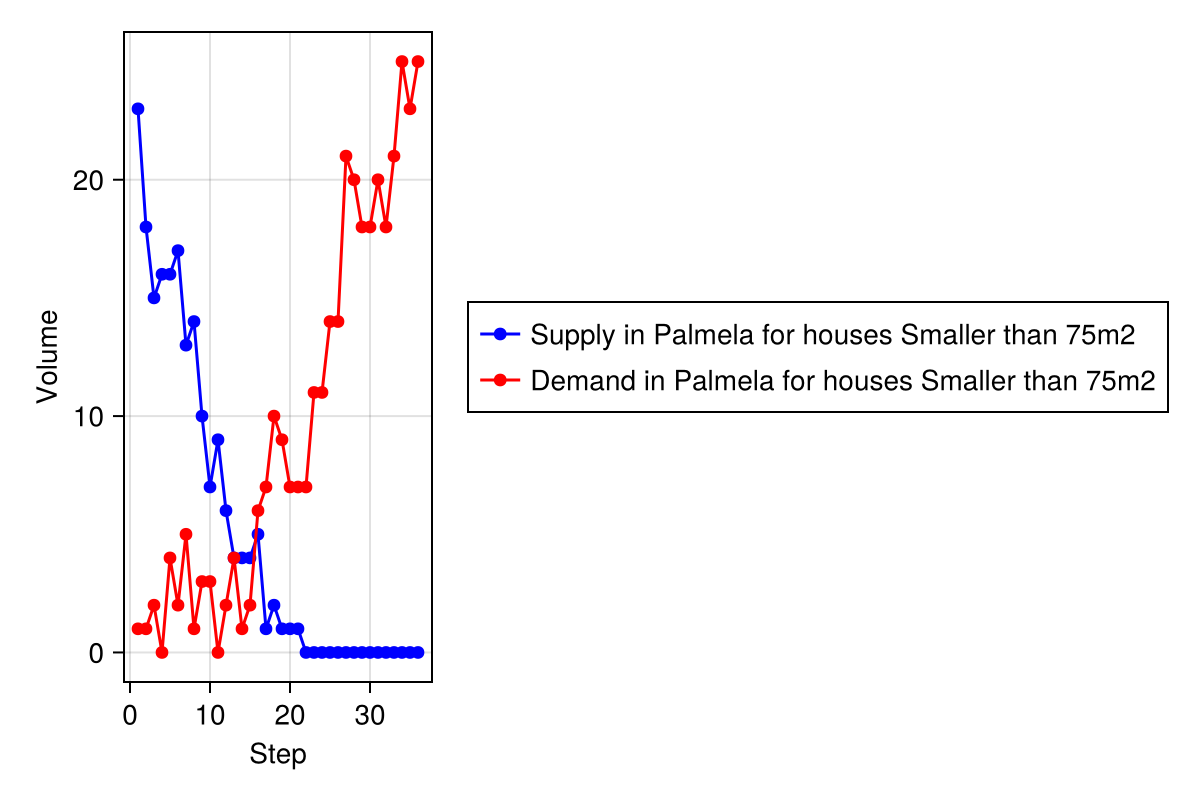 20
10
0
Volume
0 10 20 30
Step
Supply in Palmela for houses Smaller than 75m2
Demand in Palmela for houses Smaller than 75m2